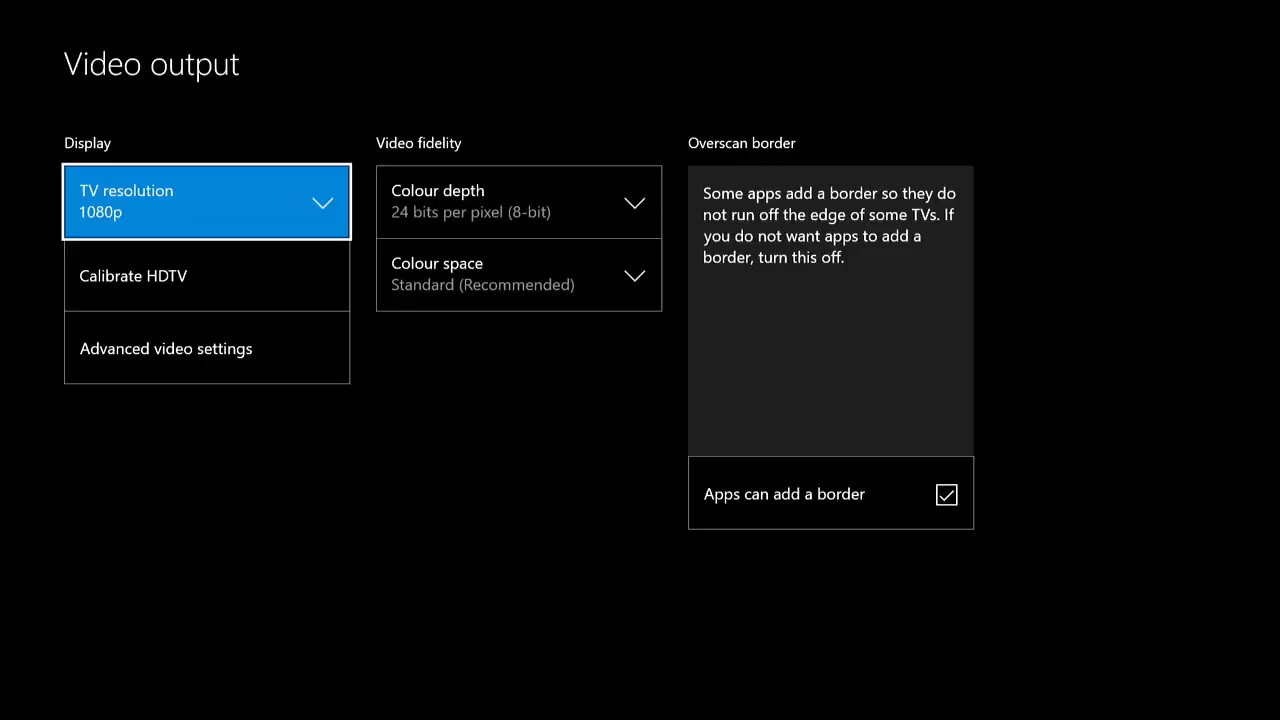 Video output
Display
TV resolution
1080p
Calibrate HDTV
Advanced video settings
Video fidelity
Colour depth
24 bits per pixel (8-bit)
Colour space
Standard (Recommended)
Overscan border
Some apps add a border so they do
not run off the edge of some TVs. If
you do not want apps to add a
border, turn this off.
Apps can add a border